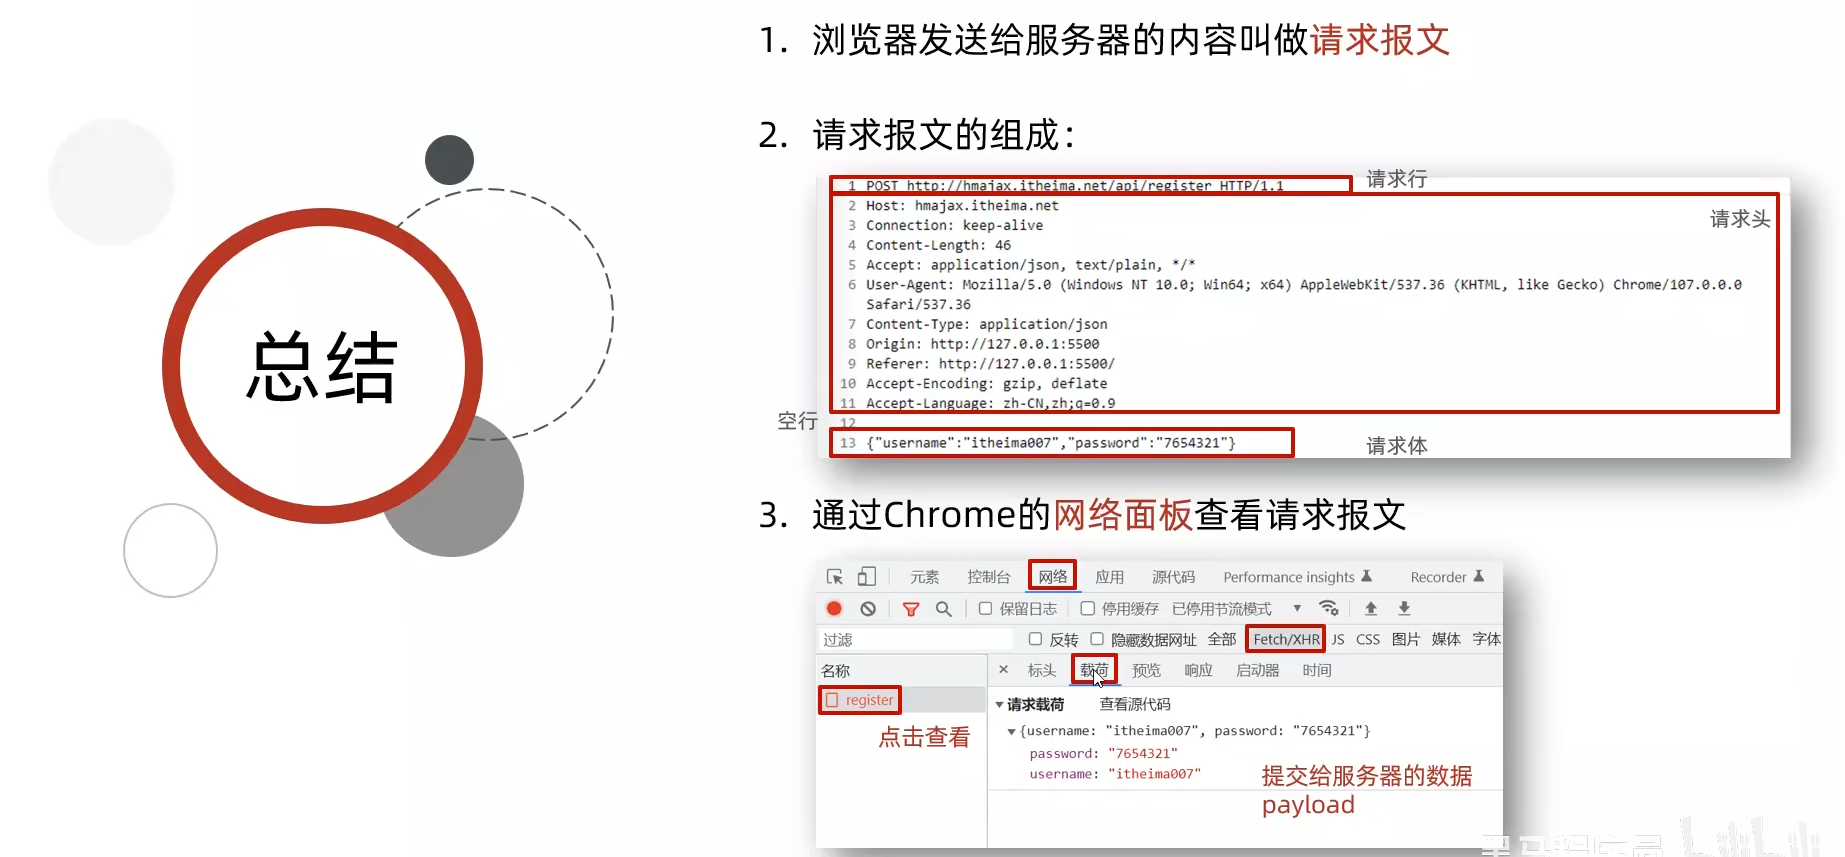 总结
1. 浏览器发送给服务器的内容叫做请求报文
2. 请求报文的组成：
请求行
1 POST http://hmajax.itheima.net/api/register HTTP/1.1
请求头
2 Host: hmajax.itheima.net
3 Connection: keep-alive
4 Content-Length: 46
5 Accept: application/json, text/plain, */*
6 User-Agent: Mozilla/5.0 (Windows NT 10.0; Win64; x64) AppleWebKit/537.36 (KHTML, like Gecko) Chrome/107.0.0.0
Safari/537.36
7 Content-Type: application/json
8 Origin: http://127.0.0.1:5500
9 Referer: http://127.0.0.1:5500/
10 Accept-Encoding: gzip, deflate
11 Accept-Language: zh-CN,zh;q=0.9
空行 12
13 {"username":"itheima007","password":"7654321"} 请求体
3. 通过Chrome的网络面板查看请求报文
元素 控制台 网络 应用 源代码 Performance insights Recorder
保留日志 停用缓存 已停用节流模式
过滤 反转 隐藏数据网址 全部 Fetch/XHR JS CSS 图片 媒体 字体
名称 × 标头 载荷 预览 响应 启动器 时间
register
点击查看
请求载荷 查看源代码
{username: "itheima007", password: "7654321"}
password: "7654321"
username: "itheima007"
提交给服务器的数据
payload